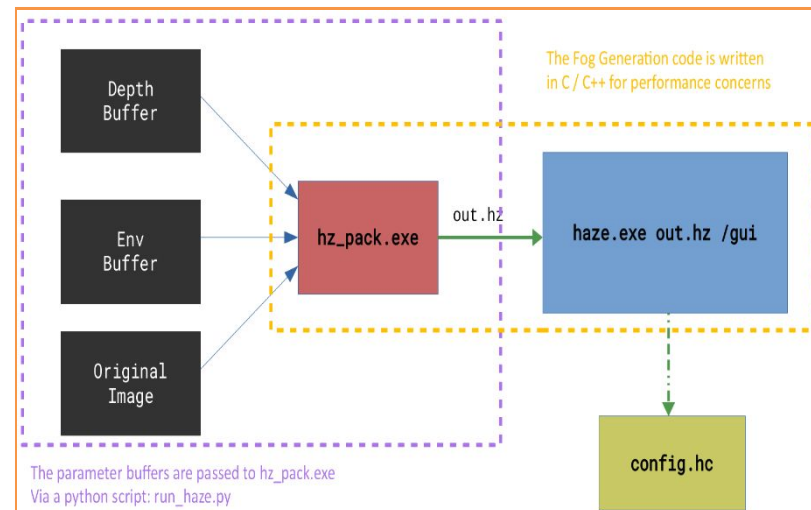 Depth
Buffer
The Fog Generation code is written
in C / C++ for performance concerns
Env
Buffer
hz_pack.exe
out.hz
haze.exe out.hz /gui
Original
Image
config.hc
The parameter buffers are passed to hz_pack.exe
Via a python script: run_haze.py